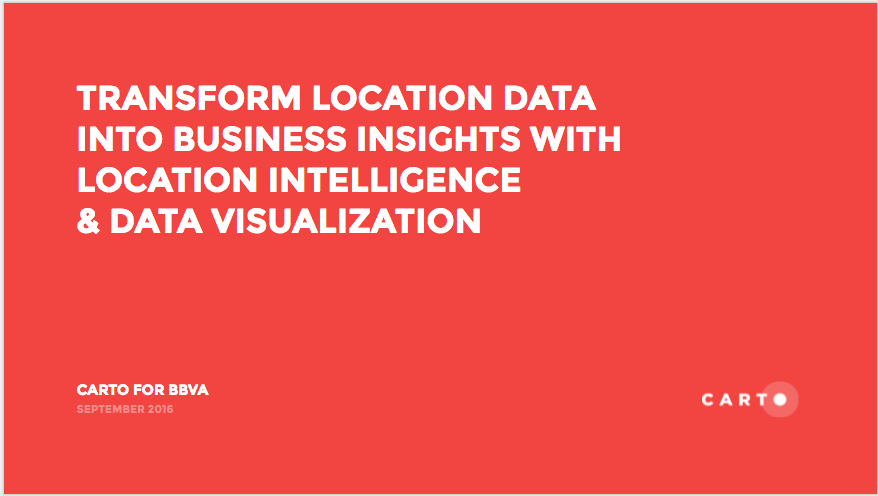 TRANSFORM LOCATION DATA
INTO BUSINESS INSIGHTS WITH
LOCATION INTELLIGENCE
& DATA VISUALIZATION
CARTO FOR BBVA
SEPTEMBER 2016
CARTO